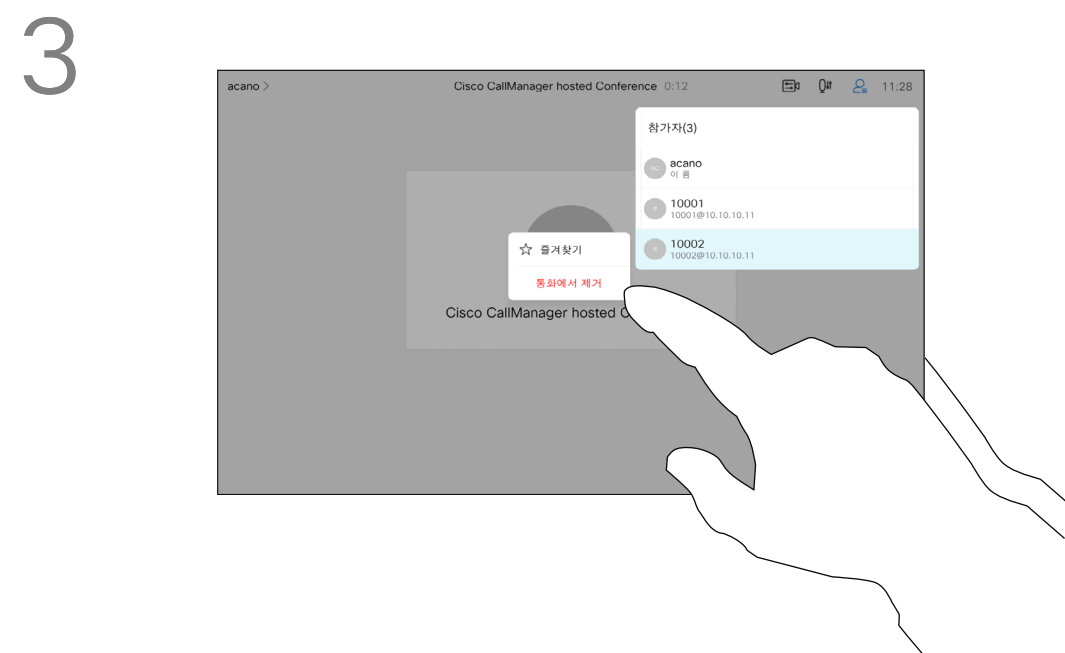 3
acano >
Cisco CallManager hosted Conference 0:12
11:28
참가자(3)
AC
acano
이 름
10001
10001@10.10.10.11
10002
10002@10.10.10.11
즐겨찾기
통화에서 제거
Cisco CallManager hosted C